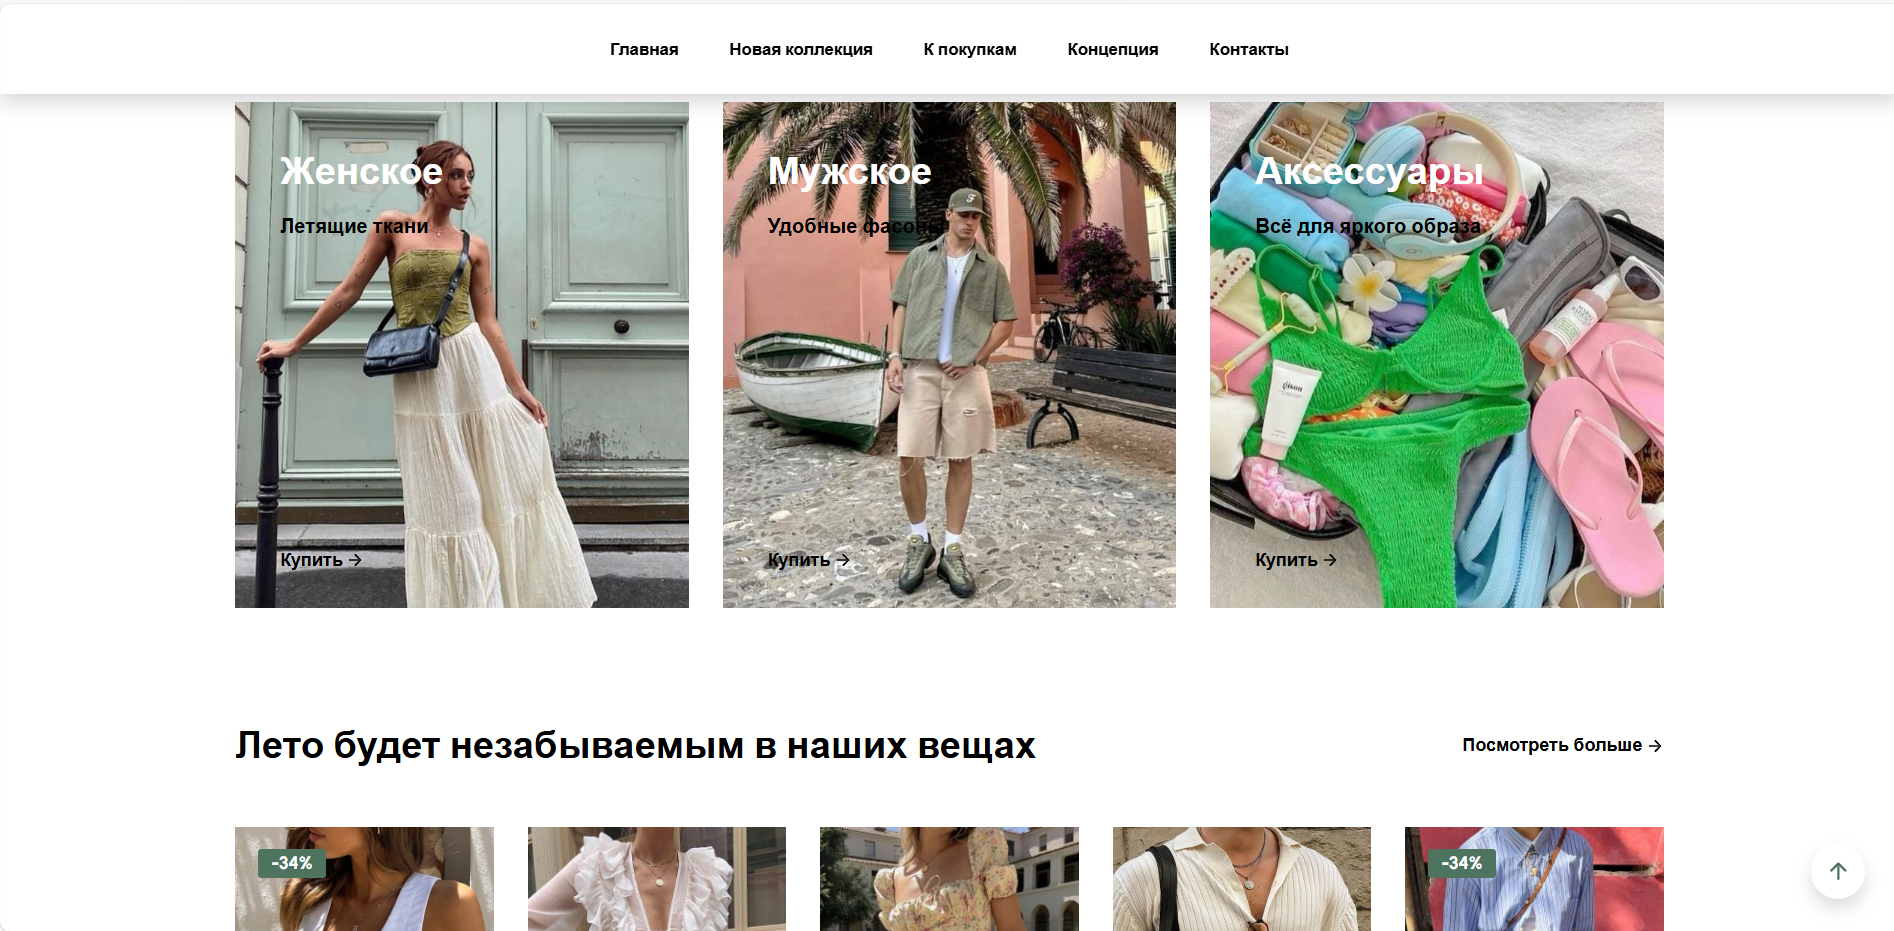 Главная Новая коллекция К покупкам Концепция Контакты
Женское
Летящие ткани
Купить →
Мужское
Удобные фасоны
Купить →
Аксессуары
Всё для яркого образа
Купить →
Лето будет незабываемым в наших вещах
Посмотреть больше →
-34%
-34%